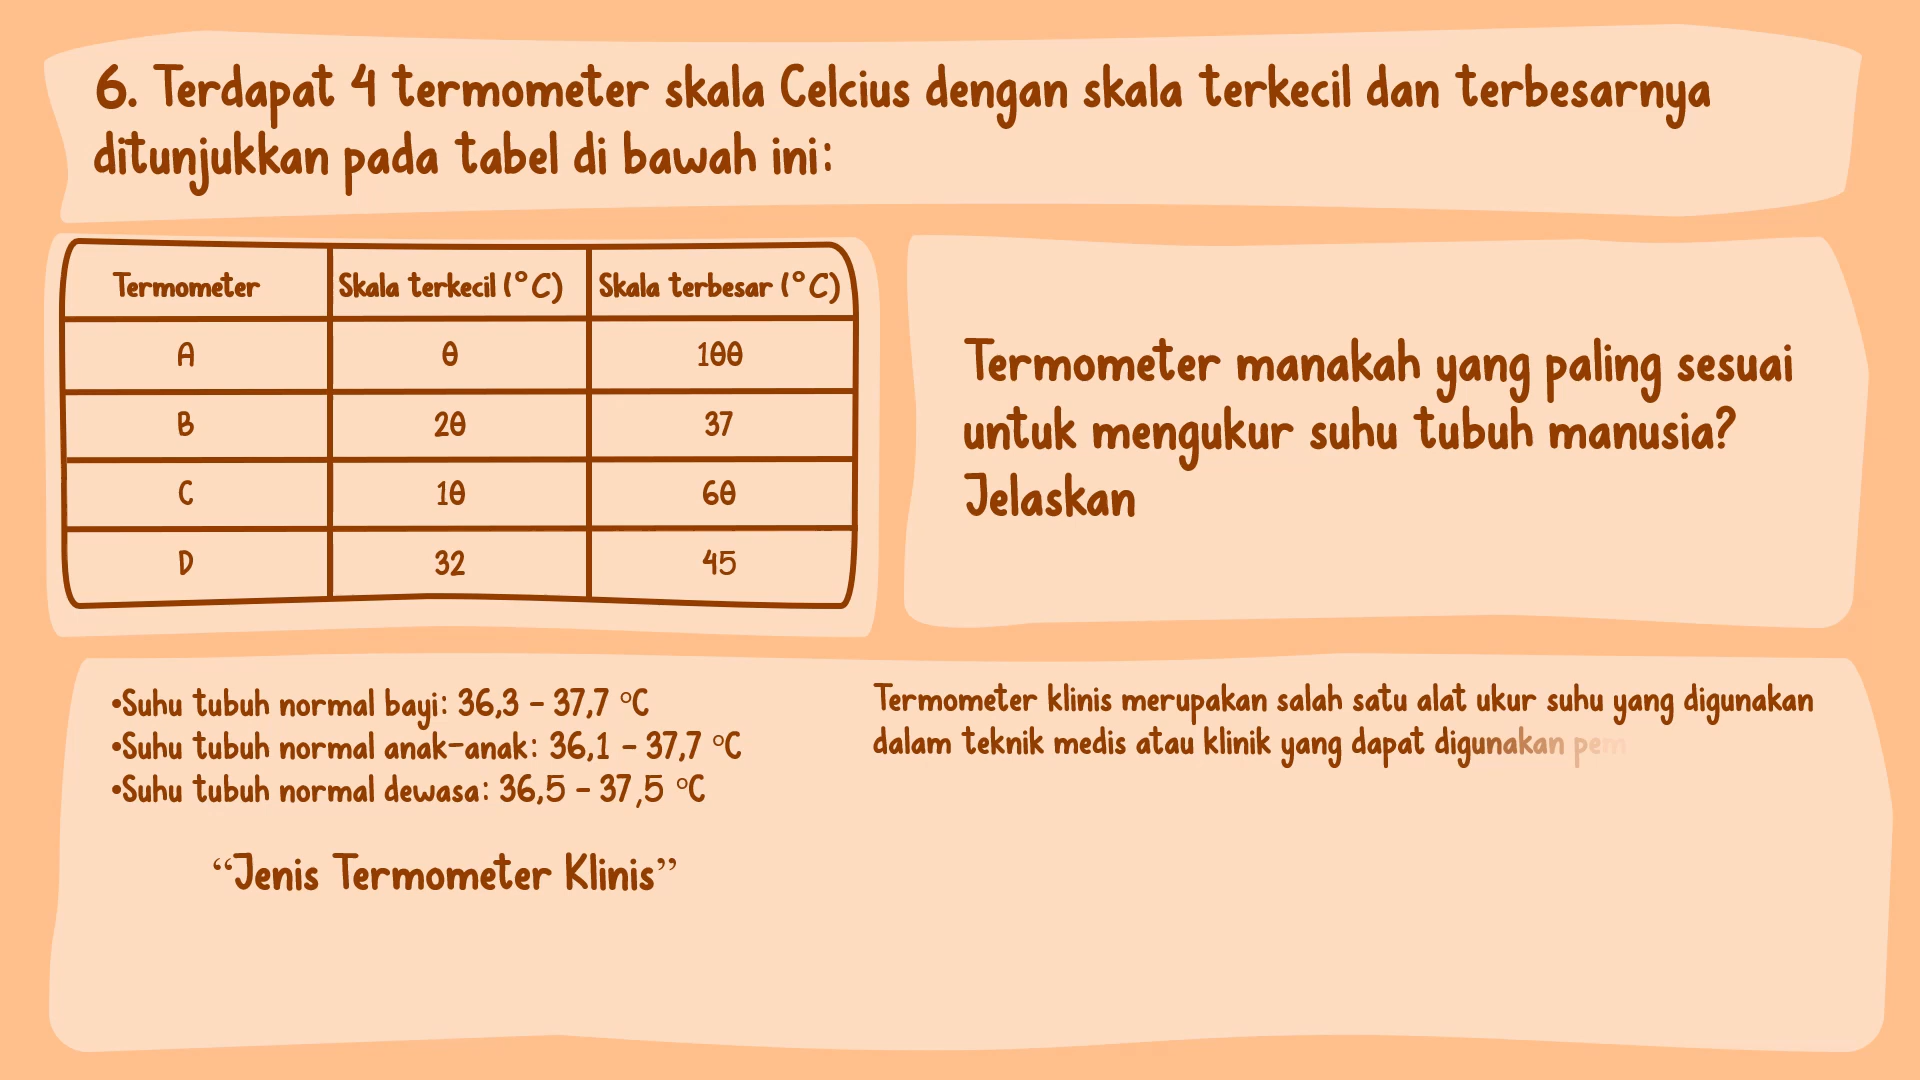 6. Terdapat 4 termometer skala Celcius dengan skala terkecil dan terbesarnya
ditunjukkan pada tabel di bawah ini:
Termometer Skala terkecil (°C) Skala terbesar (°C)
A 0 100
B 20 37
C 10 60
D 32 45
Termometer manakah yang paling sesuai
untuk mengukur suhu tubuh manusia?
Jelaskan
•Suhu tubuh normal bayi: 36,3 – 37,7 °C
•Suhu tubuh normal anak-anak: 36,1 – 37,7 °C
•Suhu tubuh normal dewasa: 36,5 – 37,5 °C
“Jenis Termometer Klinis”
Termometer klinis merupakan salah satu alat ukur suhu yang digunakan
dalam teknik medis atau klinik yang dapat digunakan